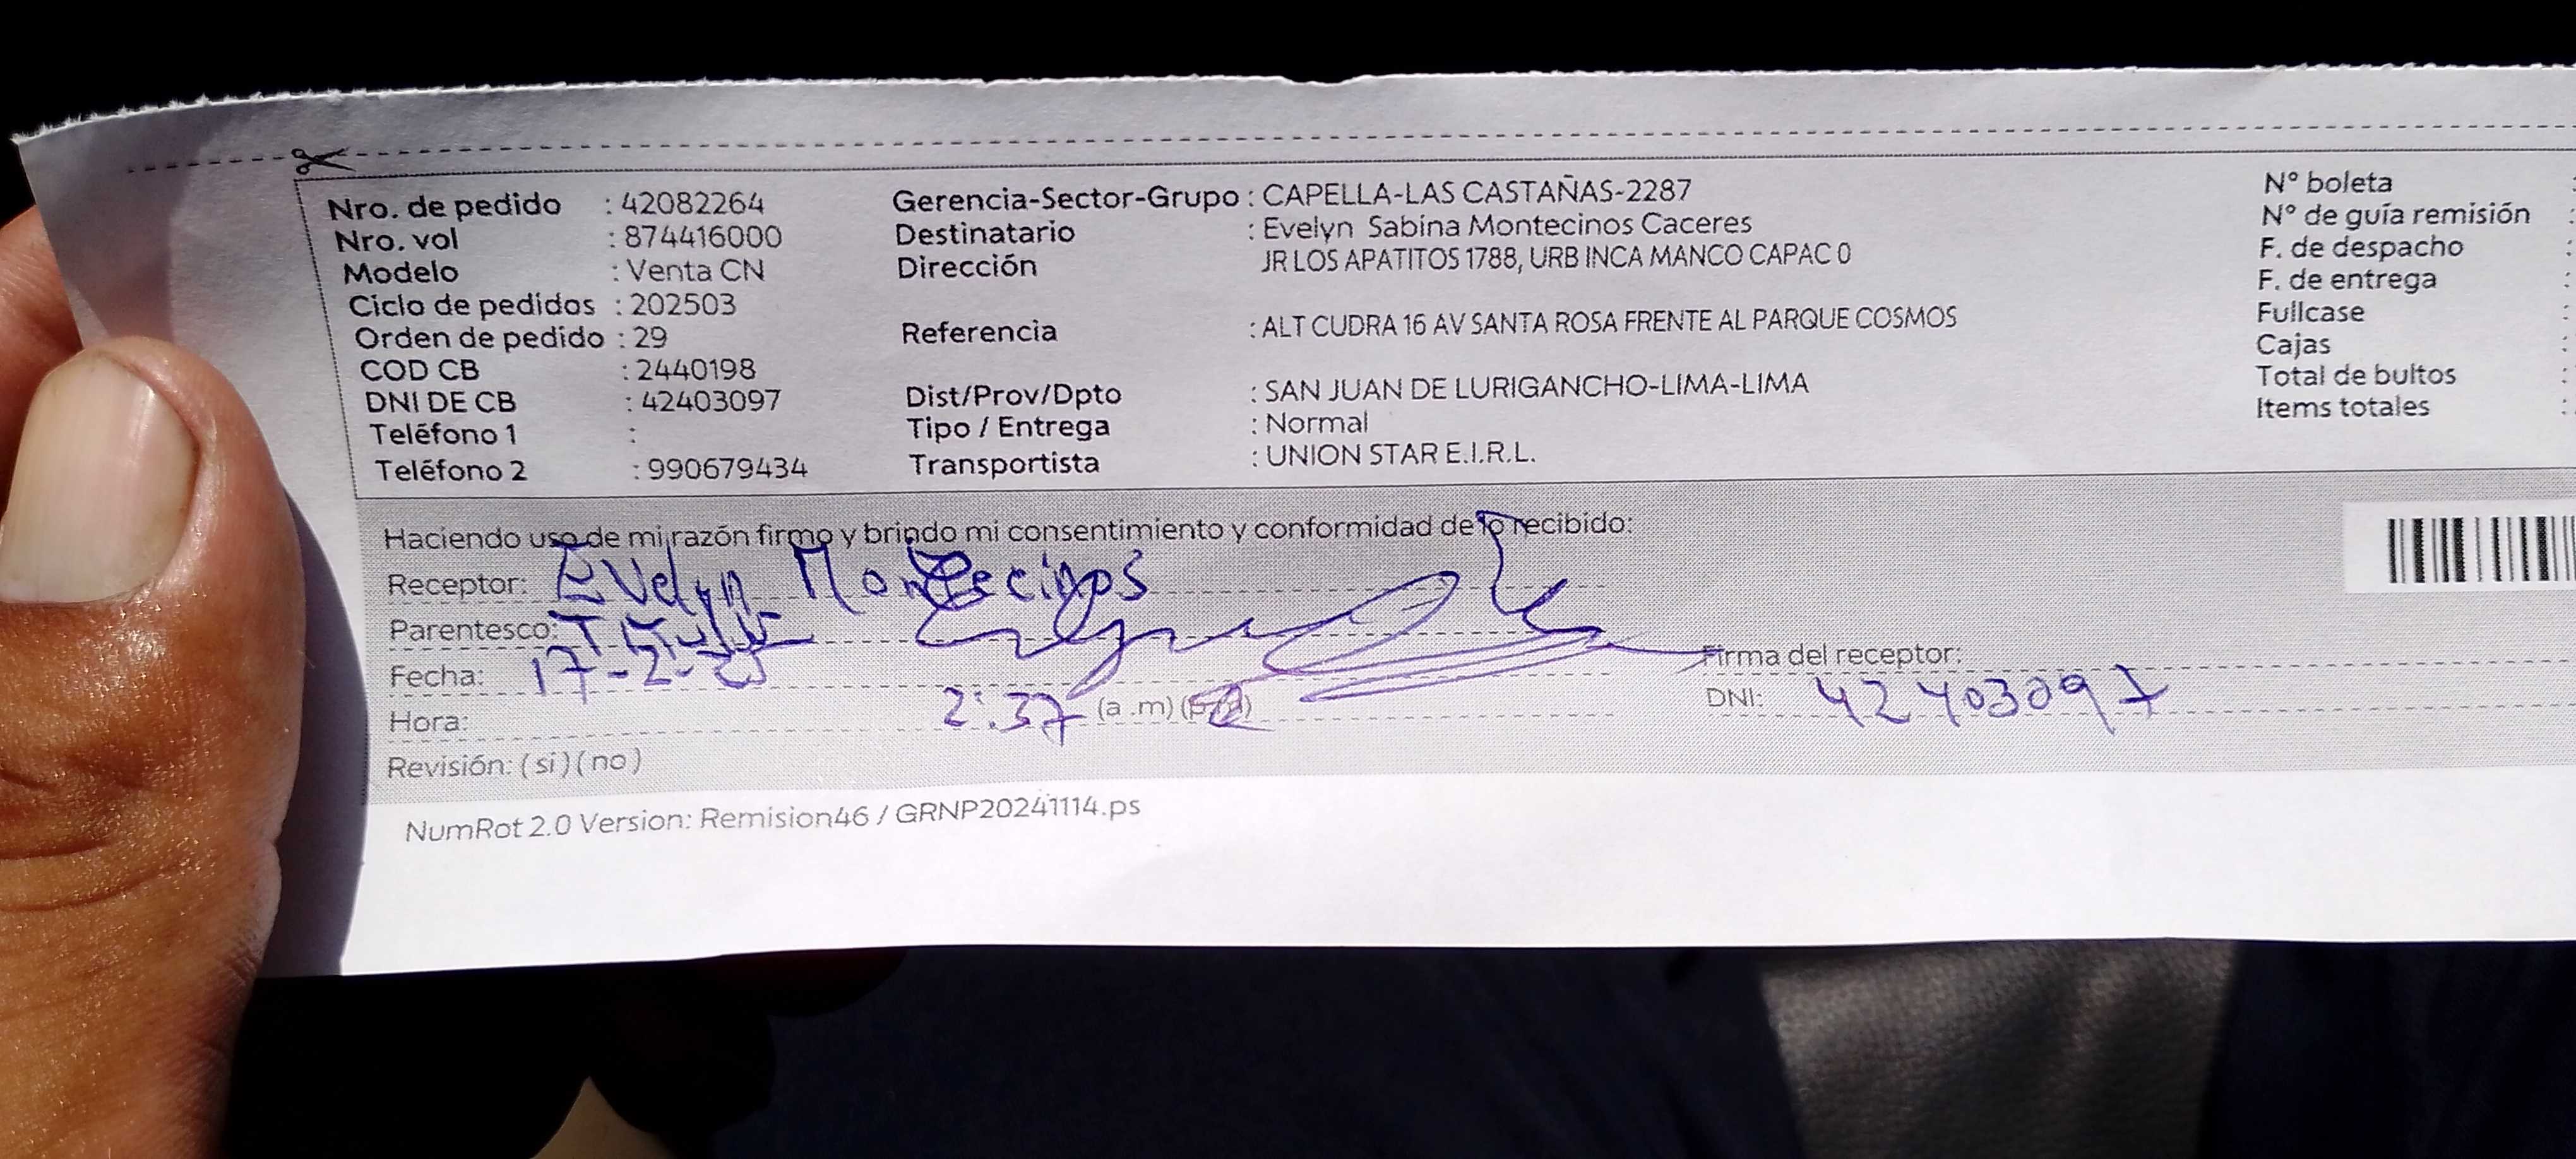 Nro. de pedido : 42082264
Nro. vol : 874416000
Modelo : Venta CN
Ciclo de pedidos : 202503
Orden de pedido : 29
COD CB : 2440198
DNI DE CB : 42403097
Teléfono 1 :
Teléfono 2 : 990679434
Gerencia-Sector-Grupo : CAPELLA-LAS CASTAÑAS-2287
Destinatario : Evelyn Sabina Montecinos Caceres
Dirección JR LOS APATITOS 1788, URB INCA MANCO CAPAC 0
Referencia : ALT CUDRA 16 AV SANTA ROSA FRENTE AL PARQUE COSMOS
Dist/Prov/Dpto : SAN JUAN DE LURIGANCHO-LIMA-LIMA
Tipo / Entrega : Normal
Transportista : UNION STAR E.I.R.L.
N° boleta :
N° de guía remisión :
F. de despacho :
F. de entrega :
Fullcase :
Cajas :
Total de bultos :
Items totales :
Haciendo uso de mi razón firmo y brindo mi consentimiento y conformidad de lo recibido:
Receptor: Evelyn Montecinos
Parentesco:
Fecha: 17-2-25
Hora: 2:37 (a.m) (p.m)
Revisión: (si) (no)
Firma del receptor:
DNI: 42403097
NumRot 2.0 Version: Remision46 / GRNP20241114.ps